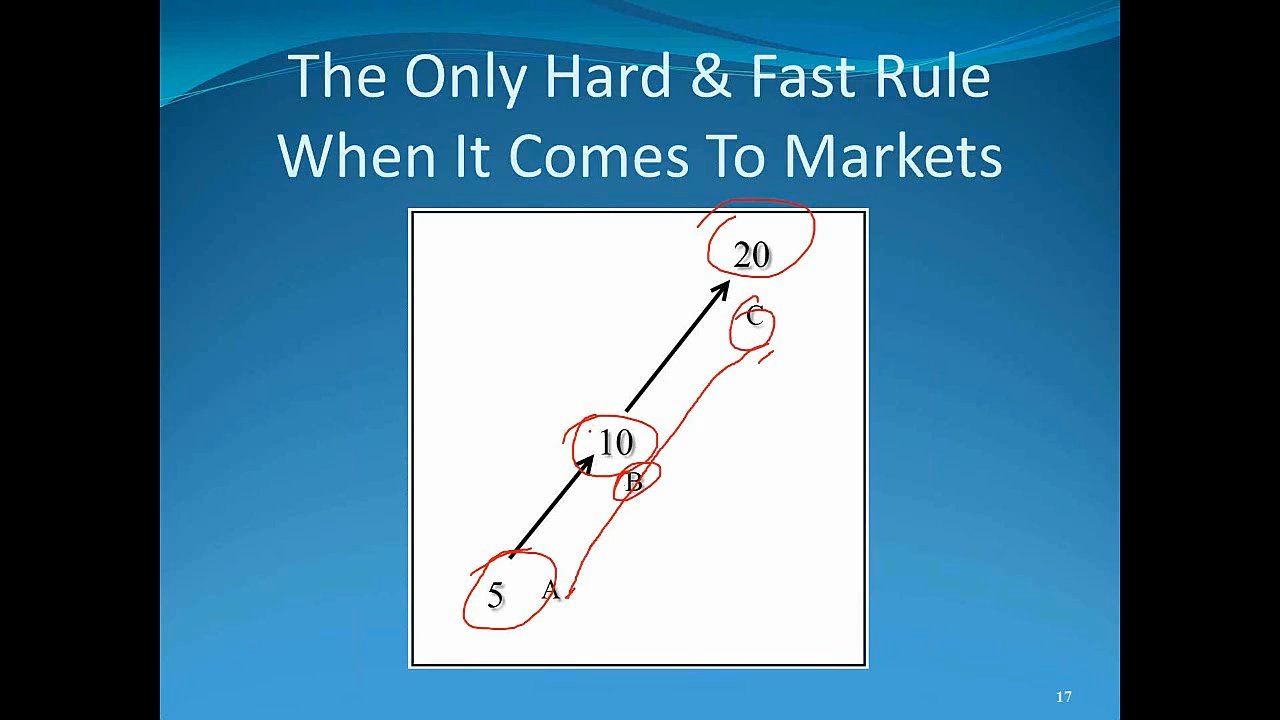 The Only Hard & Fast Rule
When It Comes To Markets
20
C
10
B
5 A
17